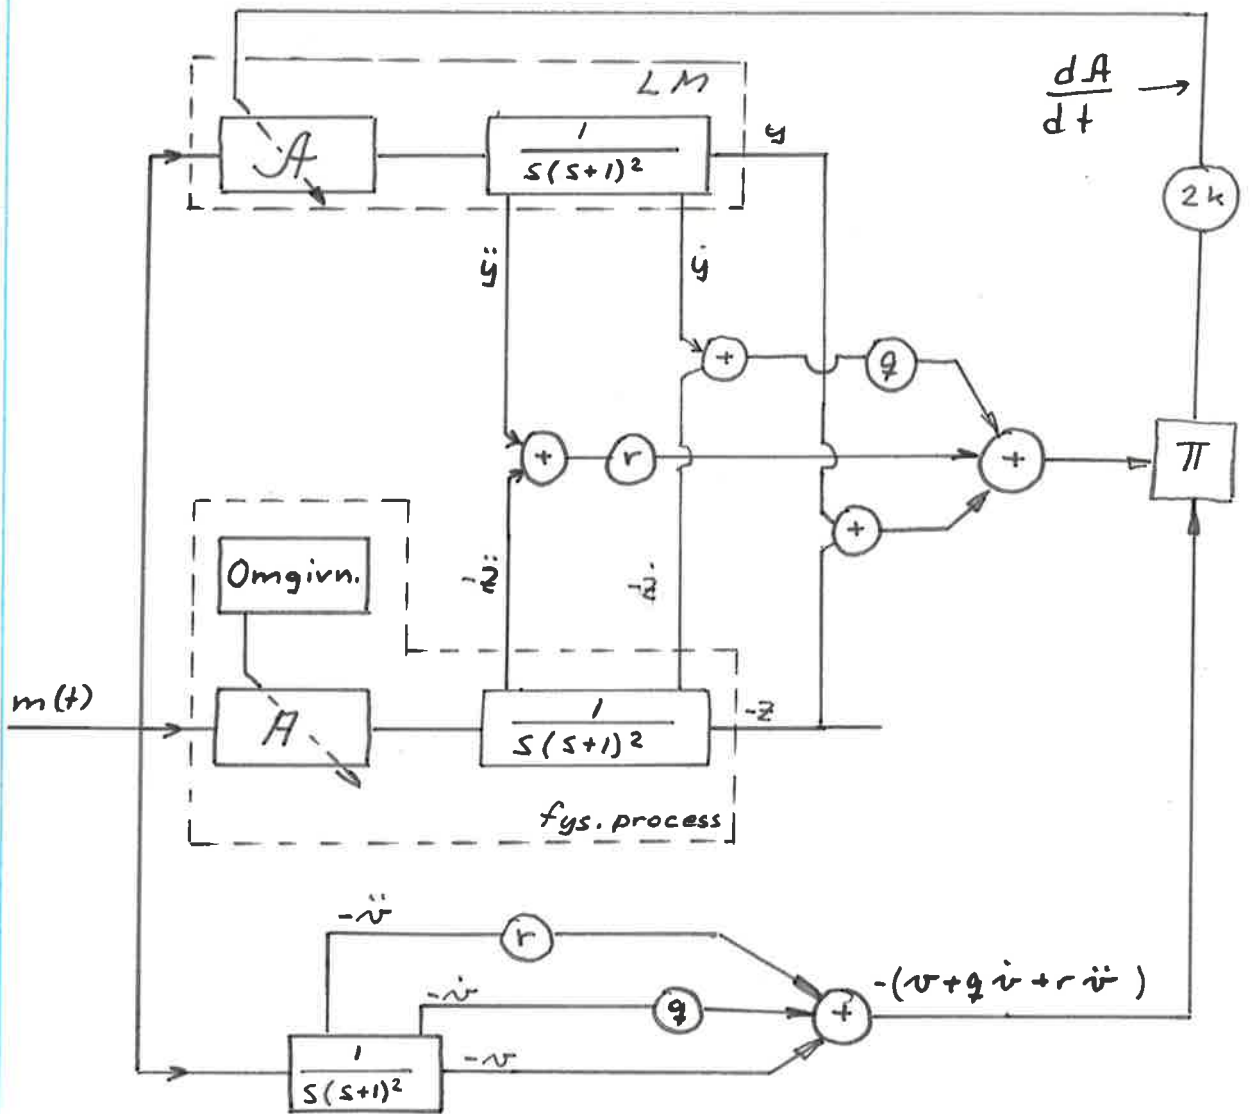 LM
dA
dt
A
1
s(s+1)²
y
2k
ÿ
ẏ
+
q
+
r
+
π
+
Omgivn.
-z̈
-ż
m(t)
A
1
s(s+1)²
-z
fys. process
-v̈
r
-v̇
q
+
-(v+qv̇+rv̈)
1
s(s+1)²
-v